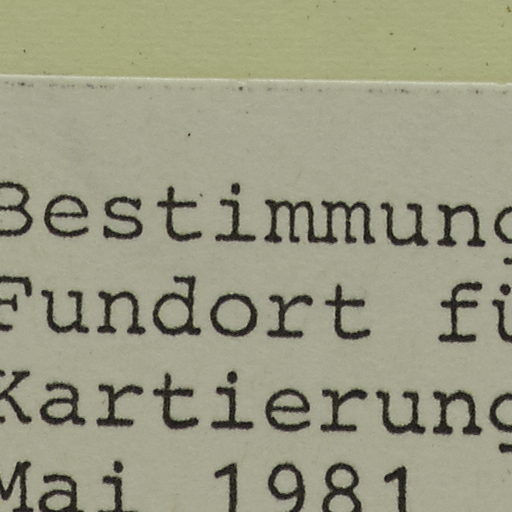 Bestimmung
Fundort fü
Kartierung
Mai 1981